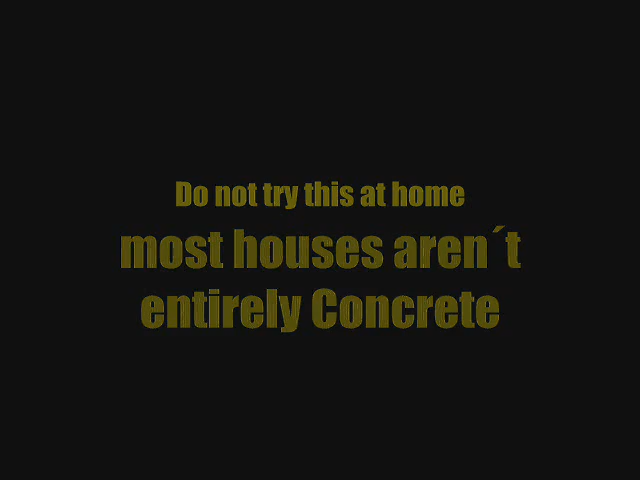 Do not try this at home
most houses aren´t
entirely Concrete